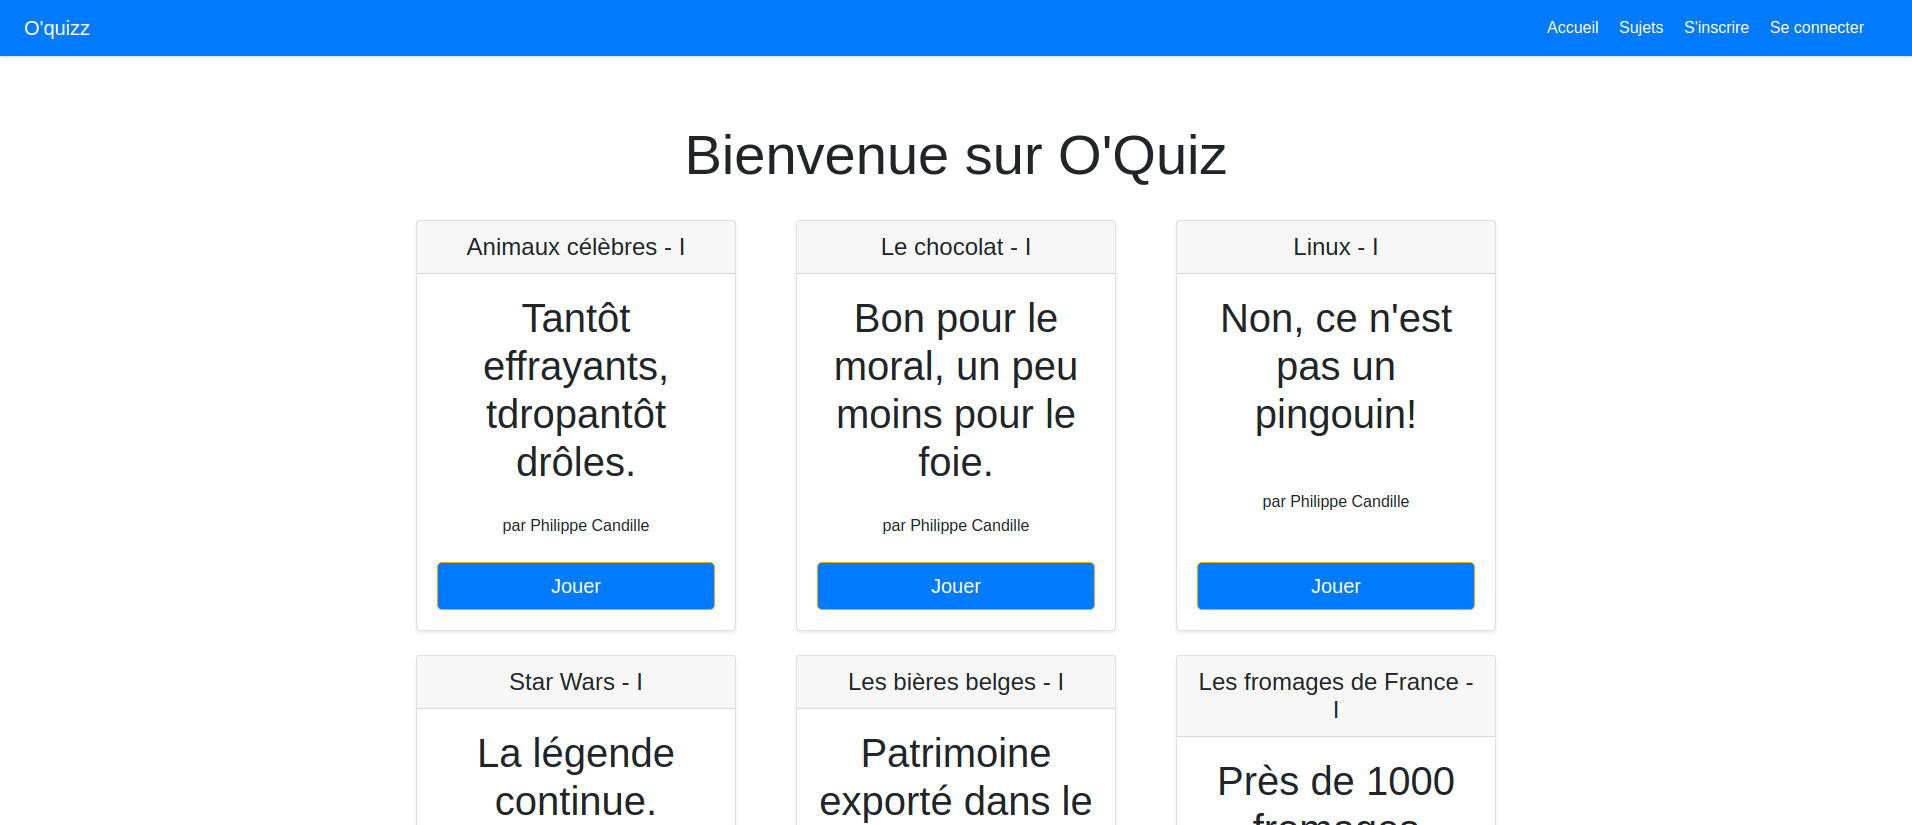 O'quizz
Accueil Sujets S'inscrire Se connecter
Bienvenue sur O'Quiz
Animaux célèbres - I
Tantôt
effrayants,
tdropantôt
drôles.
par Philippe Candille
Jouer
Le chocolat - I
Bon pour le
moral, un peu
moins pour le
foie.
par Philippe Candille
Jouer
Linux - I
Non, ce n'est
pas un
pingouin!
par Philippe Candille
Jouer
Star Wars - I
La légende
continue.
Les bières belges - I
Patrimoine
exporté dans le
Les fromages de France -
I
Près de 1000
fromages